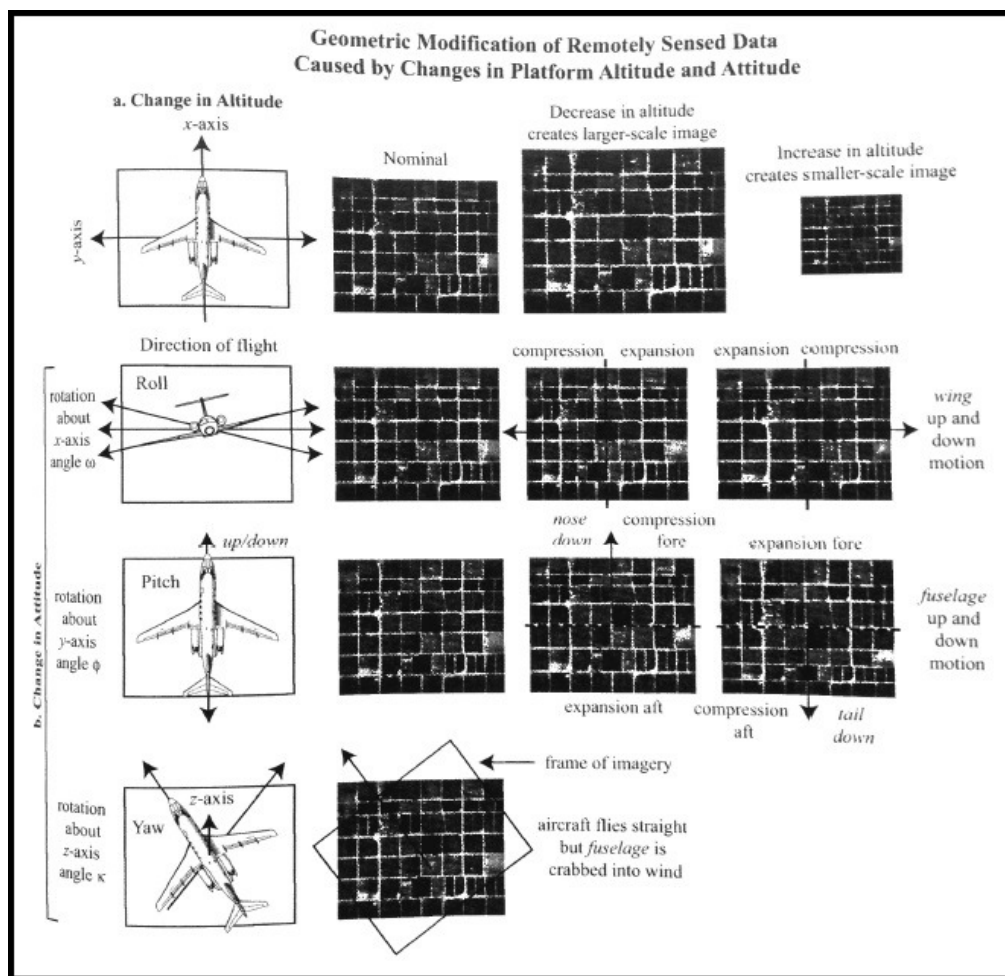 Geometric Modification of Remotely Sensed Data
Caused by Changes in Platform Altitude and Attitude
a. Change in Altitude
x-axis
y-axis
Nominal
Decrease in altitude
creates larger-scale image
Increase in altitude
creates smaller-scale image
Direction of flight
b. Change in Attitude
rotation
about
x-axis
angle ω
Roll
compression expansion
expansion compression
wing
up and
down
motion
rotation
about
y-axis
angle ϕ
Pitch
up/down
nose
down
compression
fore
expansion aft
expansion fore
compression
aft
tail
down
fuselage
up and
down
motion
rotation
about
z-axis
angle κ
Yaw
z-axis
frame of imagery
aircraft flies straight
but fuselage is
crabbed into wind